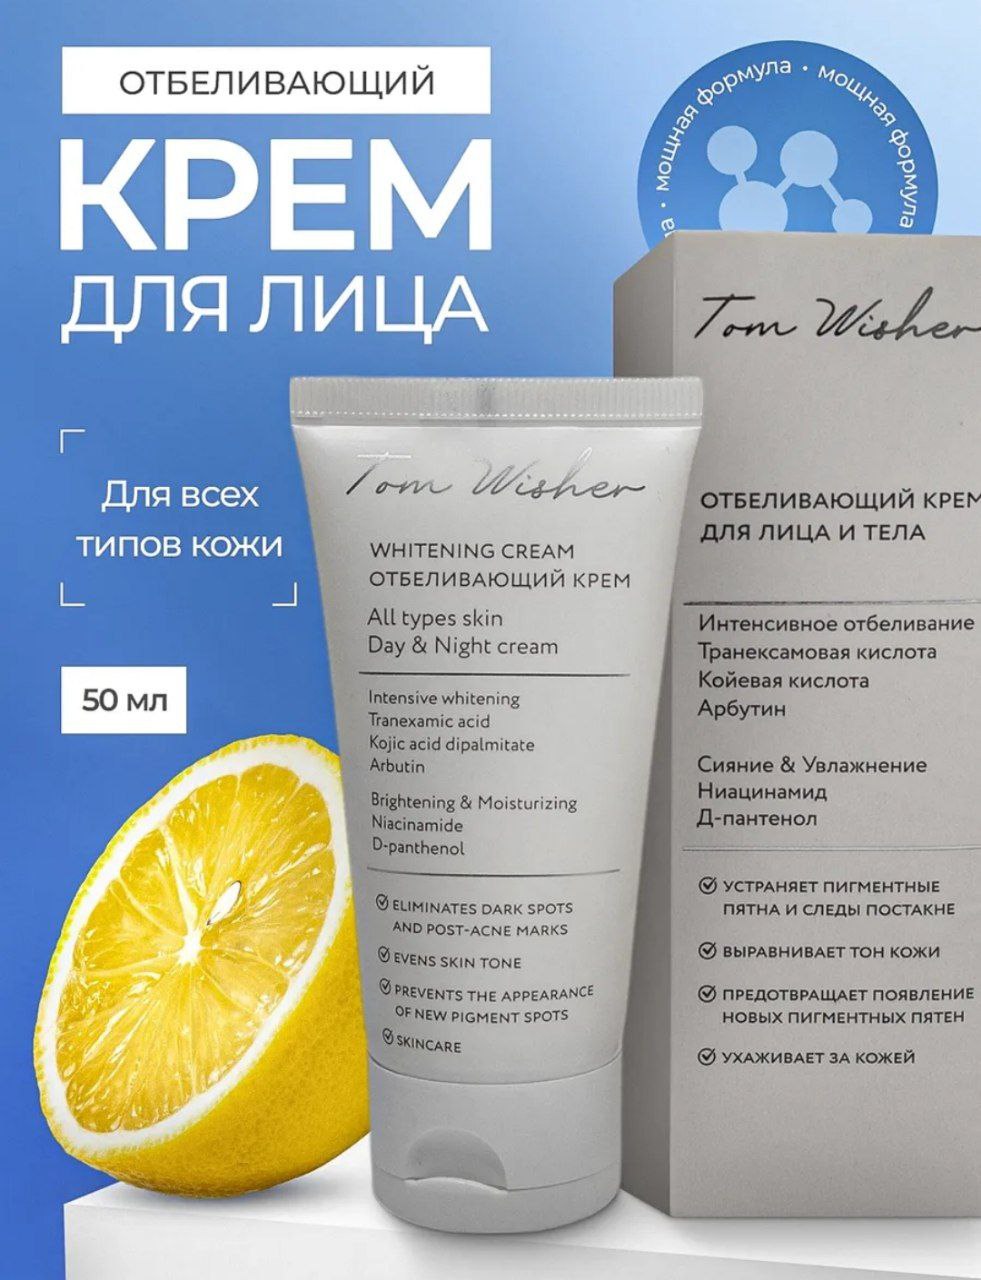 ОТБЕЛИВАЮЩИЙ
КРЕМ
ДЛЯ ЛИЦА
Для всех
типов кожи
50 мл
мощная формула • мощная формула
Tom Wisher
WHITENING CREAM
ОТБЕЛИВАЮЩИЙ КРЕМ
All types skin
Day & Night cream
Intensive whitening
Tranexamic acid
Kojic acid dipalmitate
Arbutin
Brightening & Moisturizing
Niacinamide
D-panthenol
ELIMINATES DARK SPOTS
AND POST-ACNE MARKS
EVENS SKIN TONE
PREVENTS THE APPEARANCE
OF NEW PIGMENT SPOTS
SKINCARE
Tom Wisher
ОТБЕЛИВАЮЩИЙ КРЕМ
ДЛЯ ЛИЦА И ТЕЛА
Интенсивное отбеливание
Транексамовая кислота
Койевая кислота
Арбутин
Сияние & Увлажнение
Ниацинамид
Д-пантенол
УСТРАНЯЕТ ПИГМЕНТНЫЕ
ПЯТНА И СЛЕДЫ ПОСТАКНЕ
ВЫРАВНИВАЕТ ТОН КОЖИ
ПРЕДОТВРАЩАЕТ ПОЯВЛЕНИЕ
НОВЫХ ПИГМЕНТНЫХ ПЯТЕН
УХАЖИВАЕТ ЗА КОЖЕЙ